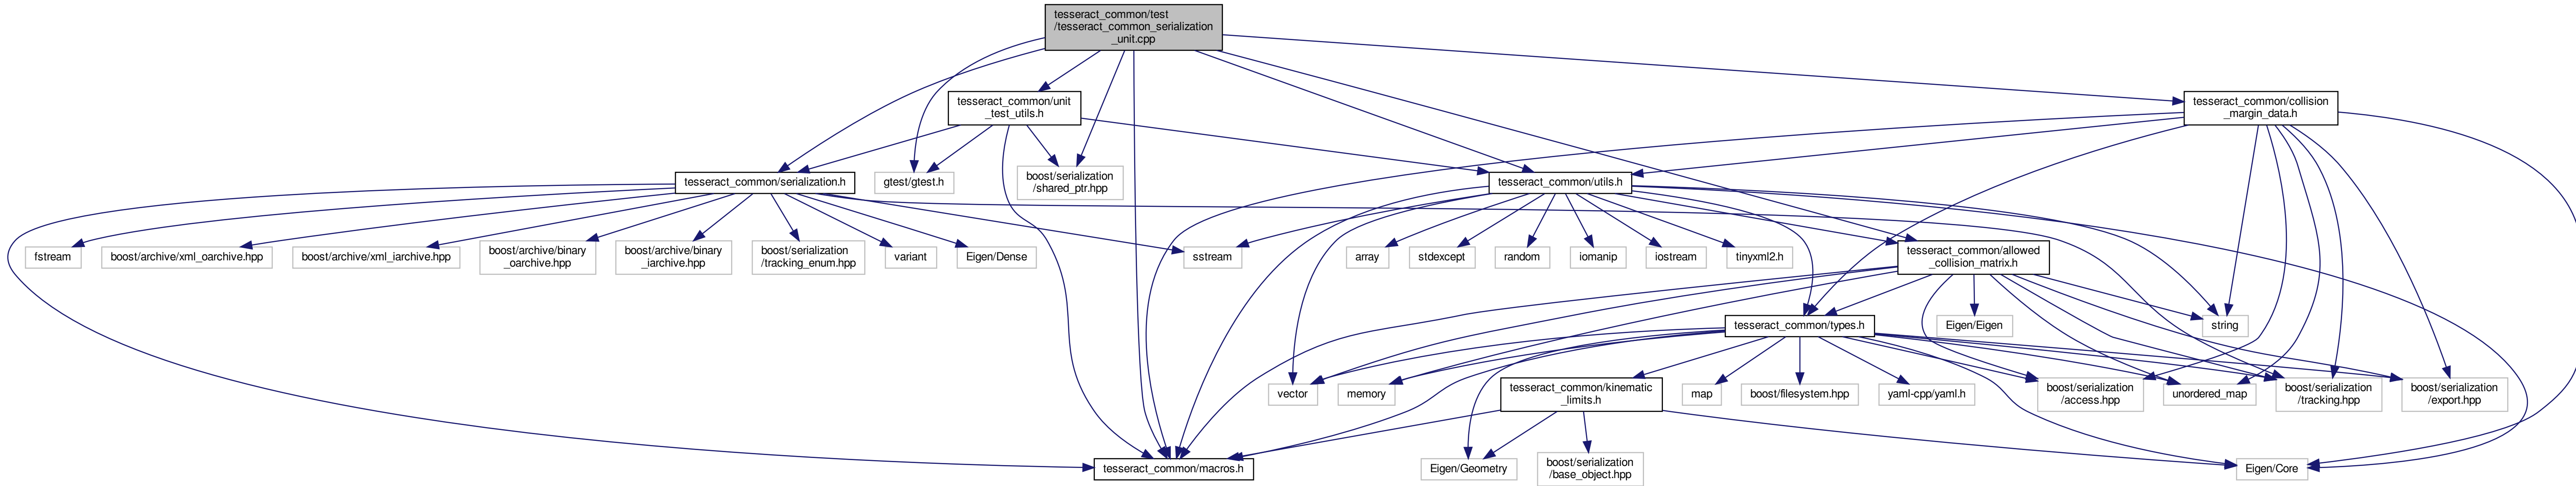 tesseract_common/test
/tesseract_common_serialization
_unit.cpp
tesseract_common/unit
_test_utils.h
tesseract_common/collision
_margin_data.h
tesseract_common/serialization.h
gtest/gtest.h
boost/serialization
/shared_ptr.hpp
tesseract_common/utils.h
fstream
boost/archive/xml_oarchive.hpp
boost/archive/xml_iarchive.hpp
boost/archive/binary
_oarchive.hpp
boost/archive/binary
_iarchive.hpp
boost/serialization
/tracking_enum.hpp
variant
Eigen/Dense
sstream
array
stdexcept
random
iomanip
iostream
tinyxml2.h
tesseract_common/allowed
_collision_matrix.h
tesseract_common/types.h
Eigen/Eigen
string
vector
memory
tesseract_common/kinematic
_limits.h
map
boost/filesystem.hpp
yaml-cpp/yaml.h
boost/serialization
/access.hpp
unordered_map
boost/serialization
/tracking.hpp
boost/serialization
/export.hpp
tesseract_common/macros.h
Eigen/Geometry
boost/serialization
/base_object.hpp
Eigen/Core